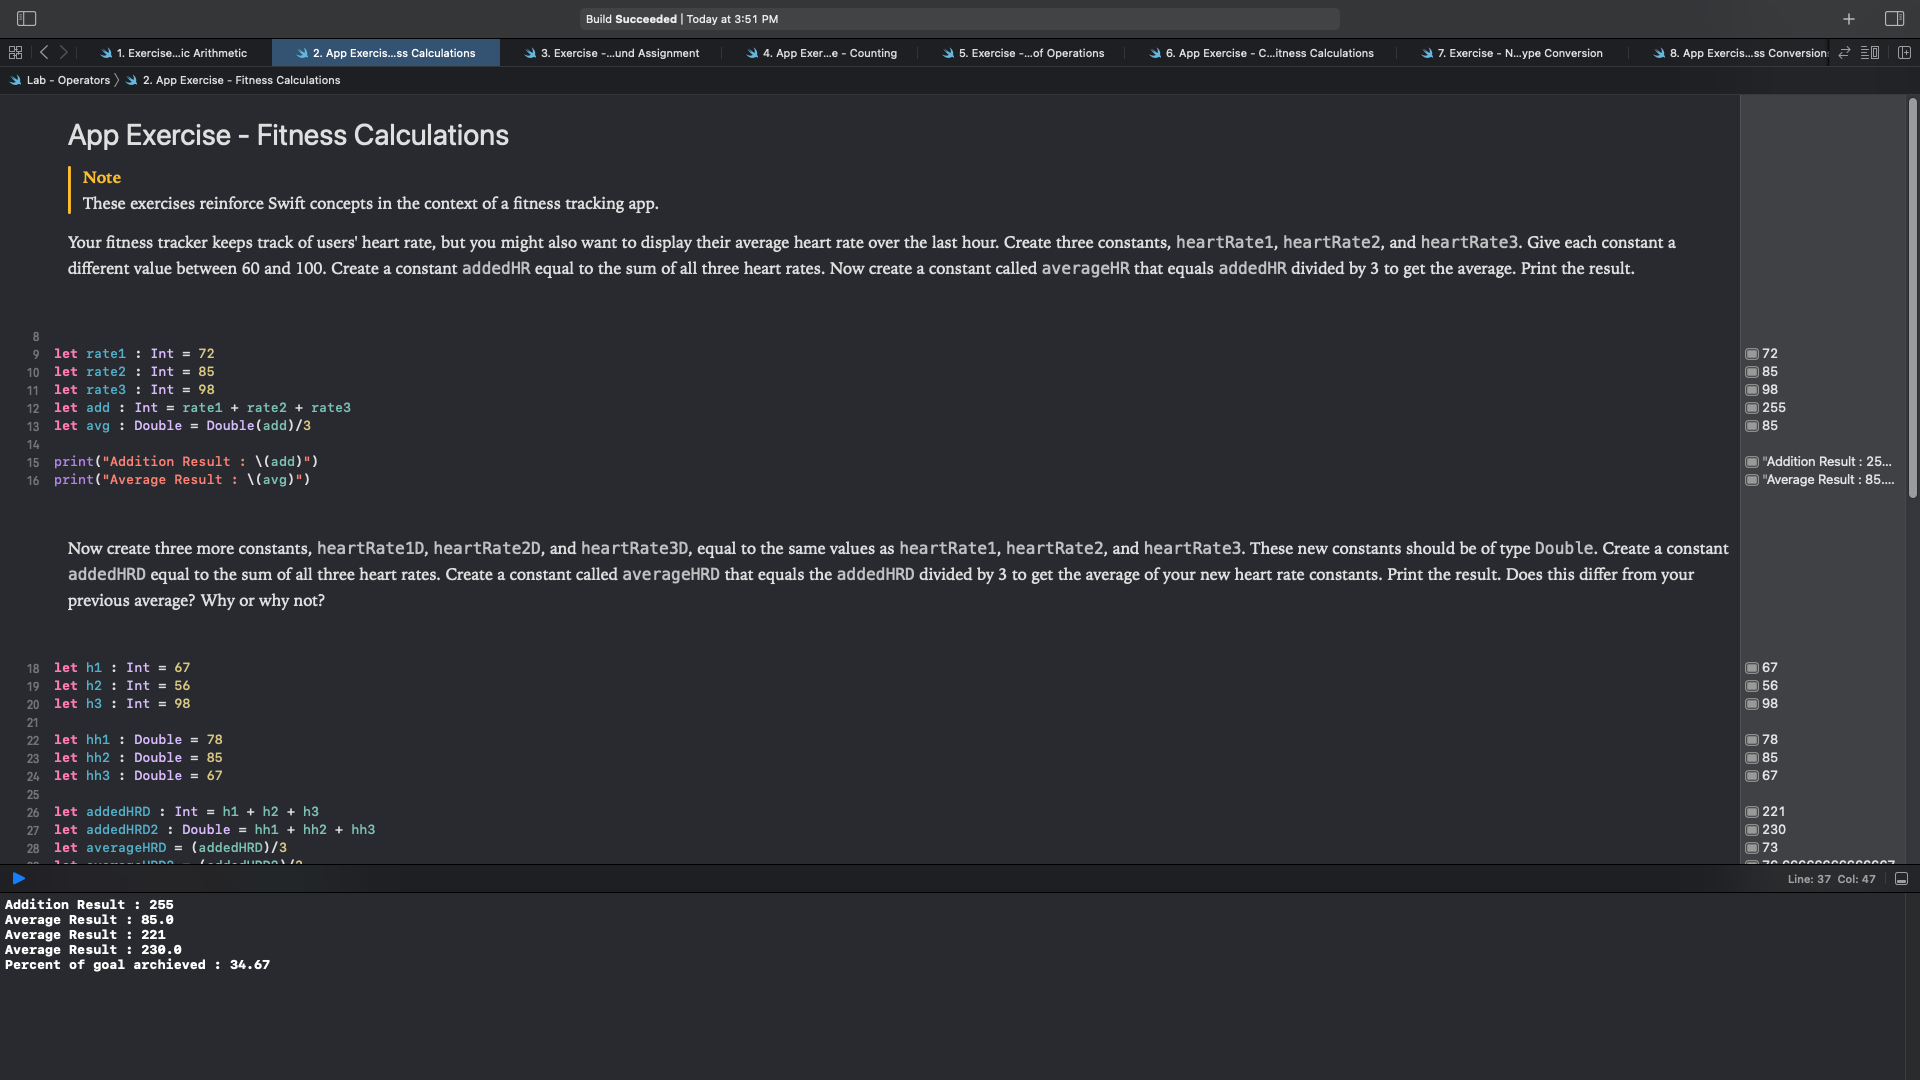 Build Succeeded | Today at 3:51 PM
1. Exercise...ic Arithmetic
2. App Exercis...ss Calculations
3. Exercise -...und Assignment
4. App Exer...e - Counting
5. Exercise -...of Operations
6. App Exercise - C...itness Calculations
7. Exercise - N...ype Conversion
8. App Exercis...ss Conversion
Lab - Operators
2. App Exercise - Fitness Calculations
App Exercise - Fitness Calculations
Note
These exercises reinforce Swift concepts in the context of a fitness tracking app.
Your fitness tracker keeps track of users' heart rate, but you might also want to display their average heart rate over the last hour. Create three constants, heartRate1, heartRate2, and heartRate3. Give each constant a
different value between 60 and 100. Create a constant addedHR equal to the sum of all three heart rates. Now create a constant called averageHR that equals addedHR divided by 3 to get the average. Print the result.
8
9 let rate1 : Int = 72 72
10 let rate2 : Int = 85 85
11 let rate3 : Int = 98 98
12 let add : Int = rate1 + rate2 + rate3 255
13 let avg : Double = Double(add)/3 85
14
15 print("Addition Result : \(add)") "Addition Result : 25...
16 print("Average Result : \(avg)") "Average Result : 85....
Now create three more constants, heartRate1D, heartRate2D, and heartRate3D, equal to the same values as heartRate1, heartRate2, and heartRate3. These new constants should be of type Double. Create a constant
addedHRD equal to the sum of all three heart rates. Create a constant called averageHRD that equals the addedHRD divided by 3 to get the average of your new heart rate constants. Print the result. Does this differ from your
previous average? Why or why not?
18 let h1 : Int = 67 67
19 let h2 : Int = 56 56
20 let h3 : Int = 98 98
21
22 let hh1 : Double = 78 78
23 let hh2 : Double = 85 85
24 let hh3 : Double = 67 67
25
26 let addedHRD : Int = h1 + h2 + h3 221
27 let addedHRD2 : Double = hh1 + hh2 + hh3 230
28 let averageHRD = (addedHRD)/3 73
Line: 37 Col: 47
Addition Result : 255
Average Result : 85.0
Average Result : 221
Average Result : 230.0
Percent of goal archieved : 34.67